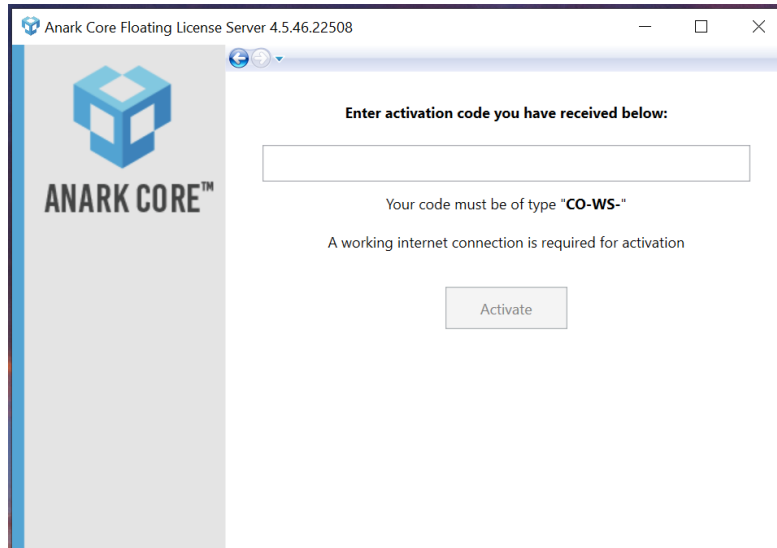 Anark Core Floating License Server 4.5.46.22508
ANARK CORE™
Enter activation code you have received below:
Your code must be of type "CO-WS-"
A working internet connection is required for activation
Activate